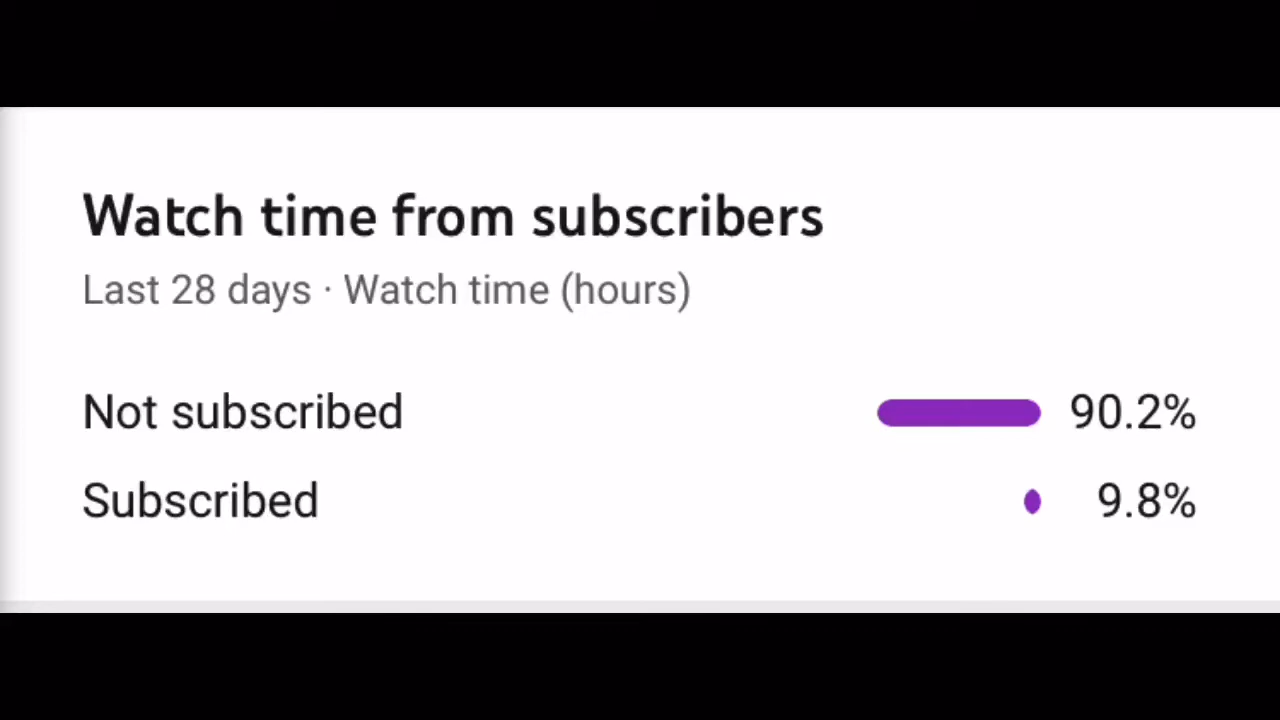 Watch time from subscribers
Last 28 days · Watch time (hours)
Not subscribed 90.2%
Subscribed 9.8%